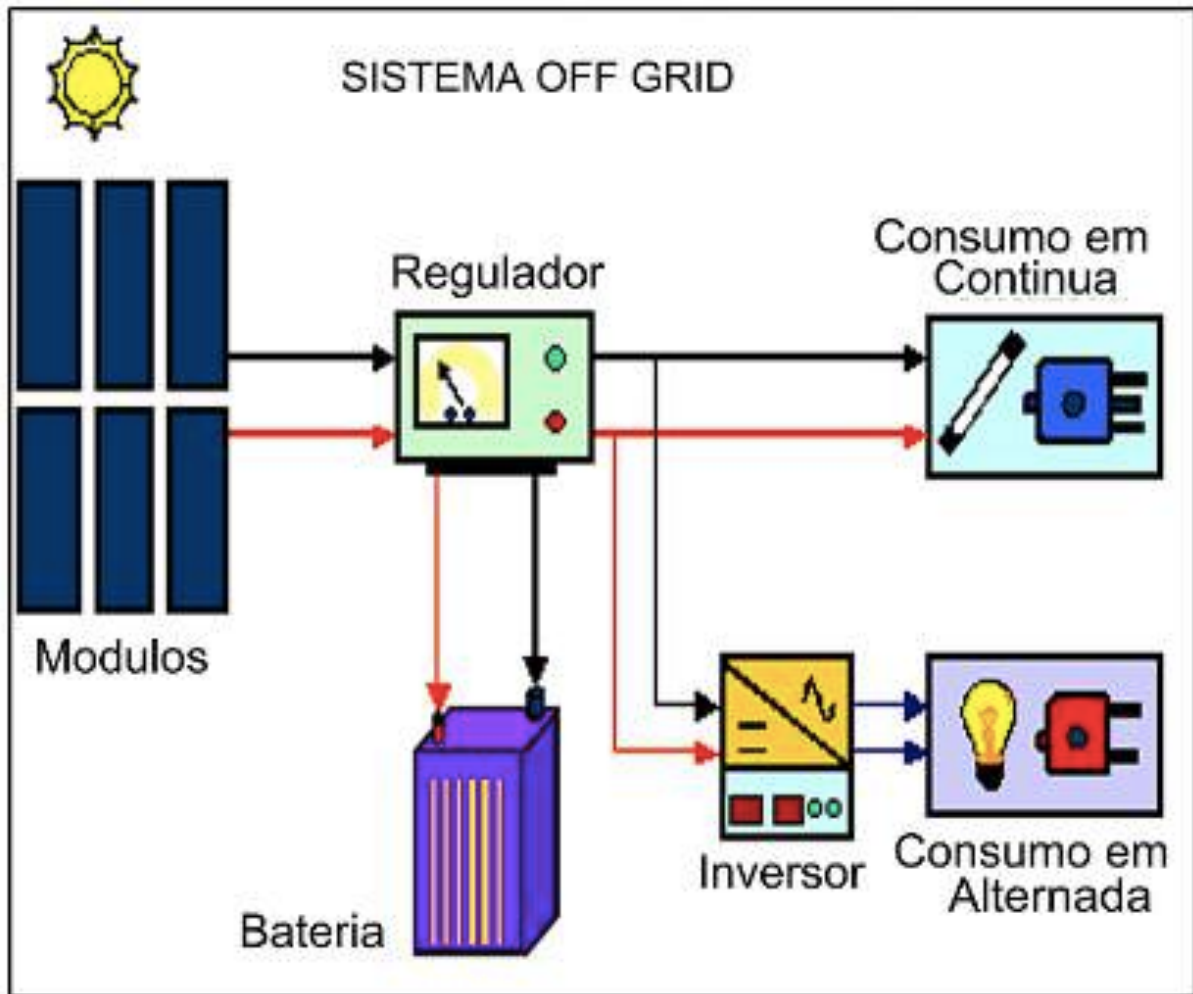 SISTEMA OFF GRID
Consumo em
Continua
Regulador
Modulos
Inversor
Consumo em
Alternada
Bateria